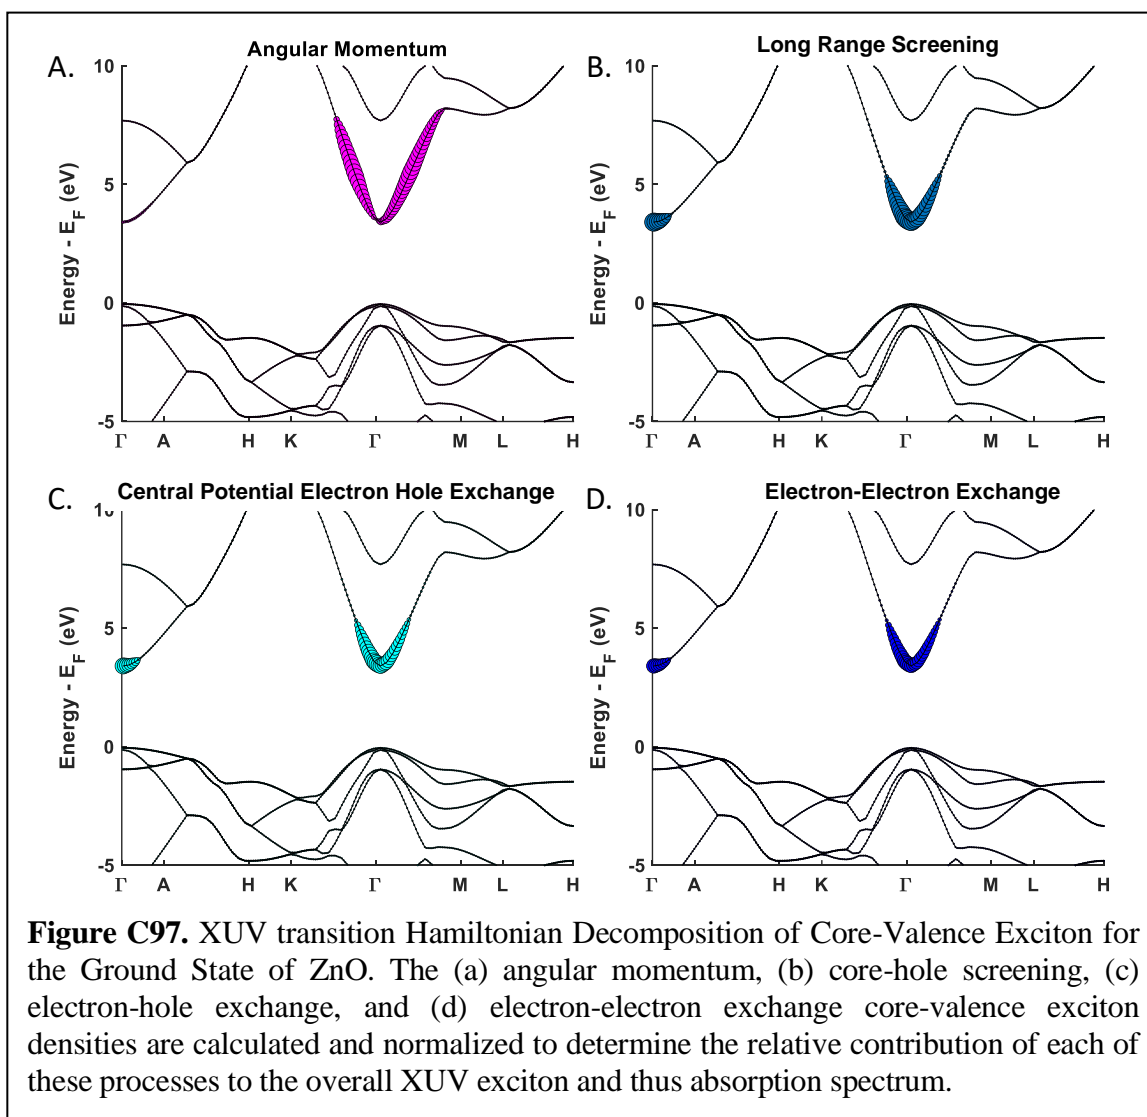 A.
Angular Momentum
10
5
0
-5
Energy - E_F (eV)
Γ A H K Γ M L H
B.
Long Range Screening
10
5
0
-5
Energy - E_F (eV)
Γ A H K Γ M L H
C.
Central Potential Electron Hole Exchange
10
5
0
-5
Energy - E_F (eV)
Γ A H K Γ M L H
D.
Electron-Electron Exchange
10
5
0
-5
Energy - E_F (eV)
Γ A H K Γ M L H
Figure C97. XUV transition Hamiltonian Decomposition of Core-Valence Exciton for
the Ground State of ZnO. The (a) angular momentum, (b) core-hole screening, (c)
electron-hole exchange, and (d) electron-electron exchange core-valence exciton
densities are calculated and normalized to determine the relative contribution of each of
these processes to the overall XUV exciton and thus absorption spectrum.